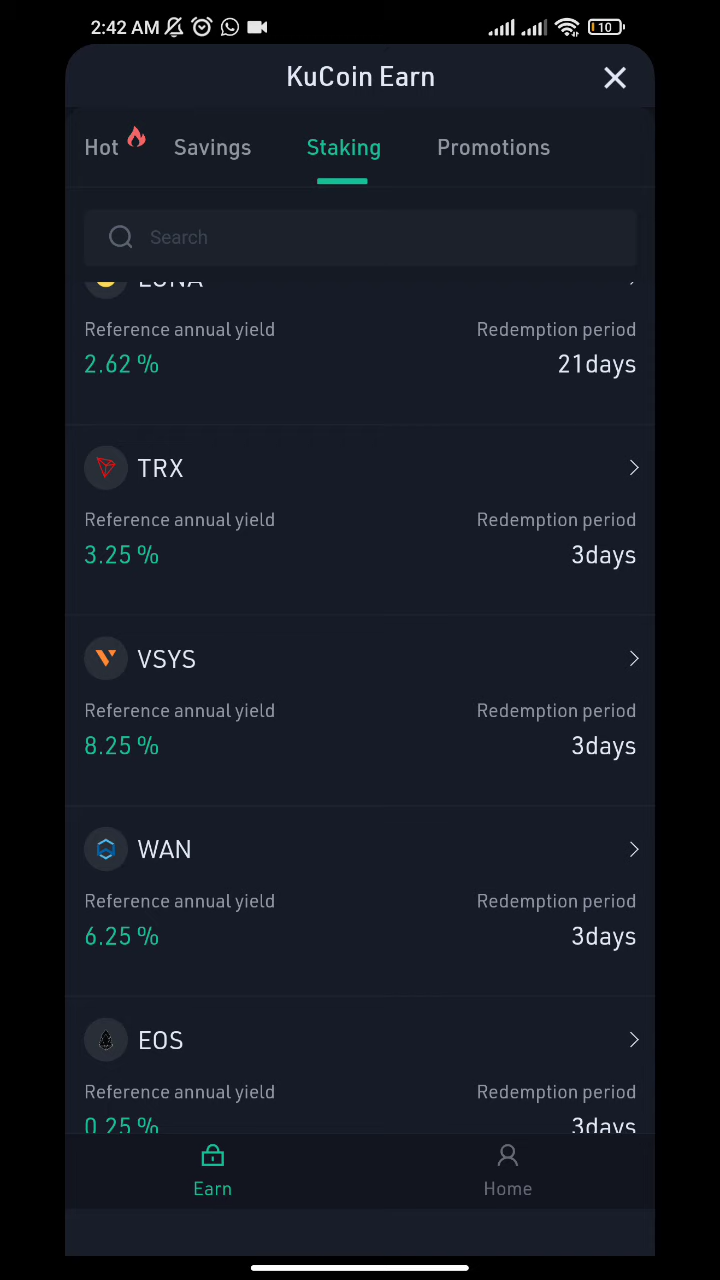 2:42 AM
10
KuCoin Earn
Hot Savings Staking Promotions
Search
LUNA
Reference annual yield Redemption period
2.62 % 21days
TRX
Reference annual yield Redemption period
3.25 % 3days
VSYS
Reference annual yield Redemption period
8.25 % 3days
WAN
Reference annual yield Redemption period
6.25 % 3days
EOS
Reference annual yield Redemption period
0.25 % 3days
Earn Home